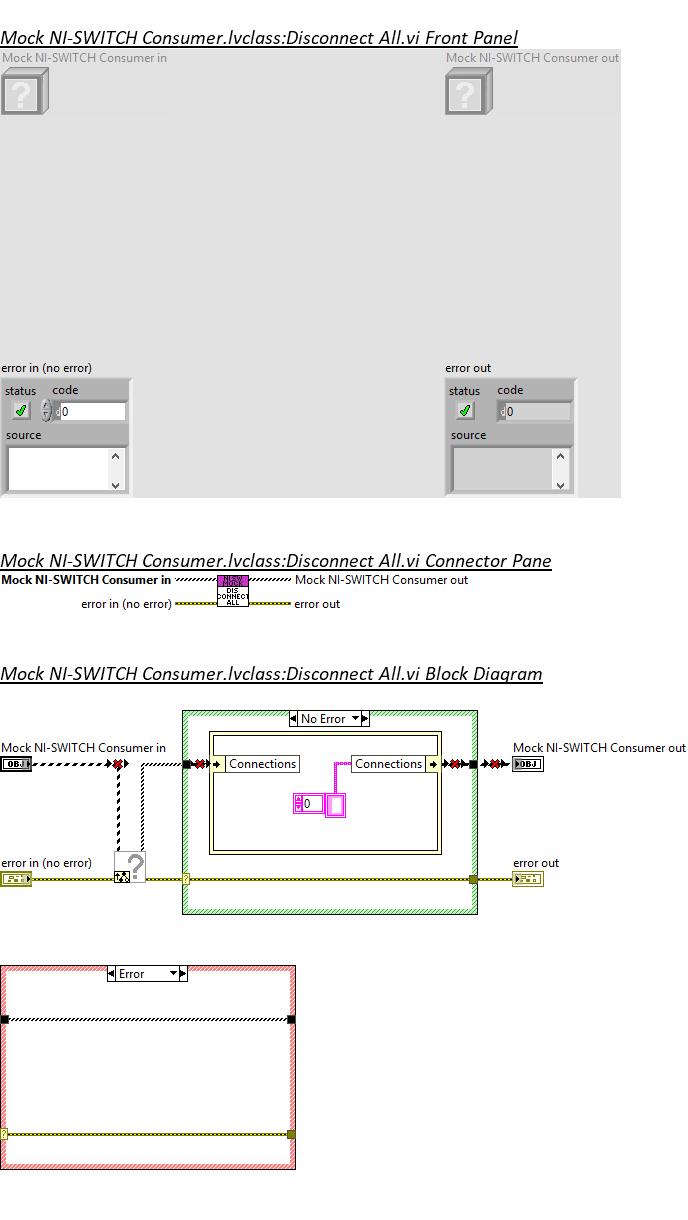 Mock NI-SWITCH Consumer.lvclass:Disconnect All.vi Front Panel
Mock NI-SWITCH Consumer in Mock NI-SWITCH Consumer out
? ?
error in (no error) error out
status code status code
d 0 d 0
source source
Mock NI-SWITCH Consumer.lvclass:Disconnect All.vi Connector Pane
Mock NI-SWITCH Consumer in NI-SW Mock NI-SWITCH Consumer out
MOCK
DIS
CONNECT
error in (no error) ALL error out
Mock NI-SWITCH Consumer.lvclass:Disconnect All.vi Block Diagram
No Error
Mock NI-SWITCH Consumer in Mock NI-SWITCH Consumer out
OBJ Connections Connections OBJ
0
error in (no error) ? error out
?
Error
?